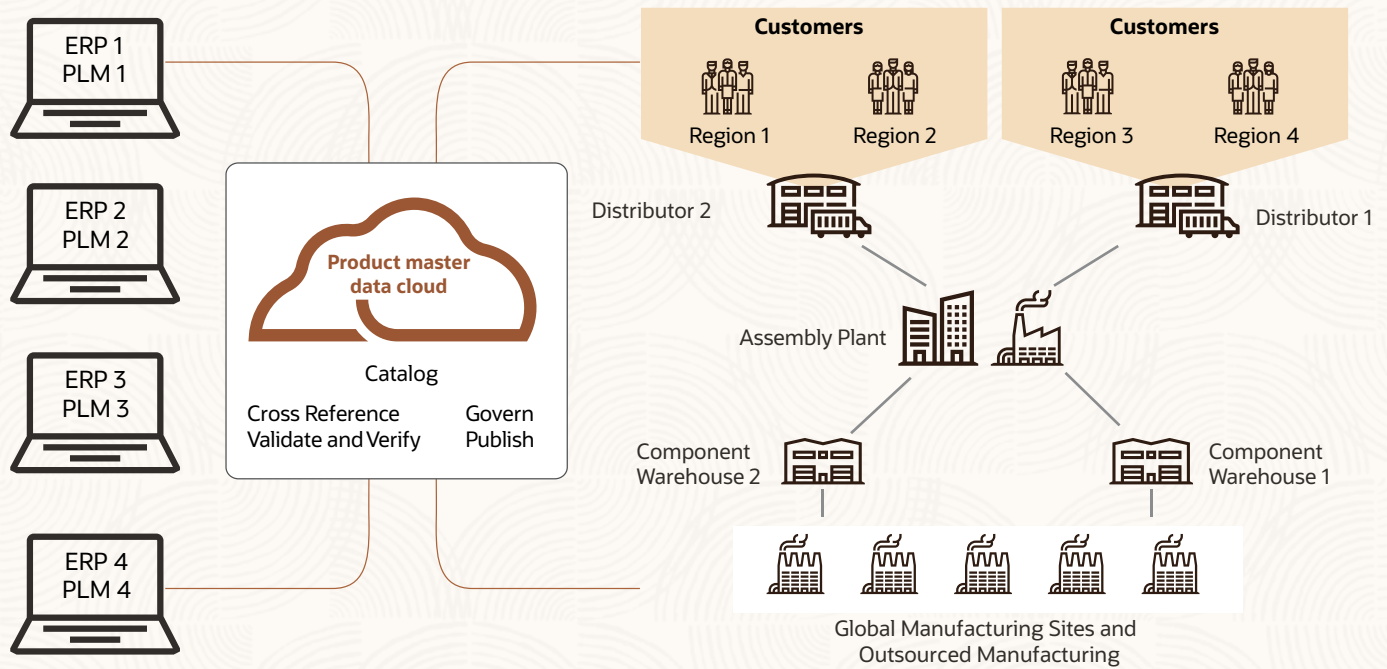 ERP 1
PLM 1
ERP 2
PLM 2
ERP 3
PLM 3
ERP 4
PLM 4
Product master
data cloud
Catalog
Cross Reference
Validate and Verify
Govern
Publish
Customers
Region 1
Region 2
Customers
Region 3
Region 4
Distributor 2
Distributor 1
Assembly Plant
Component
Warehouse 2
Component
Warehouse 1
Global Manufacturing Sites and
Outsourced Manufacturing